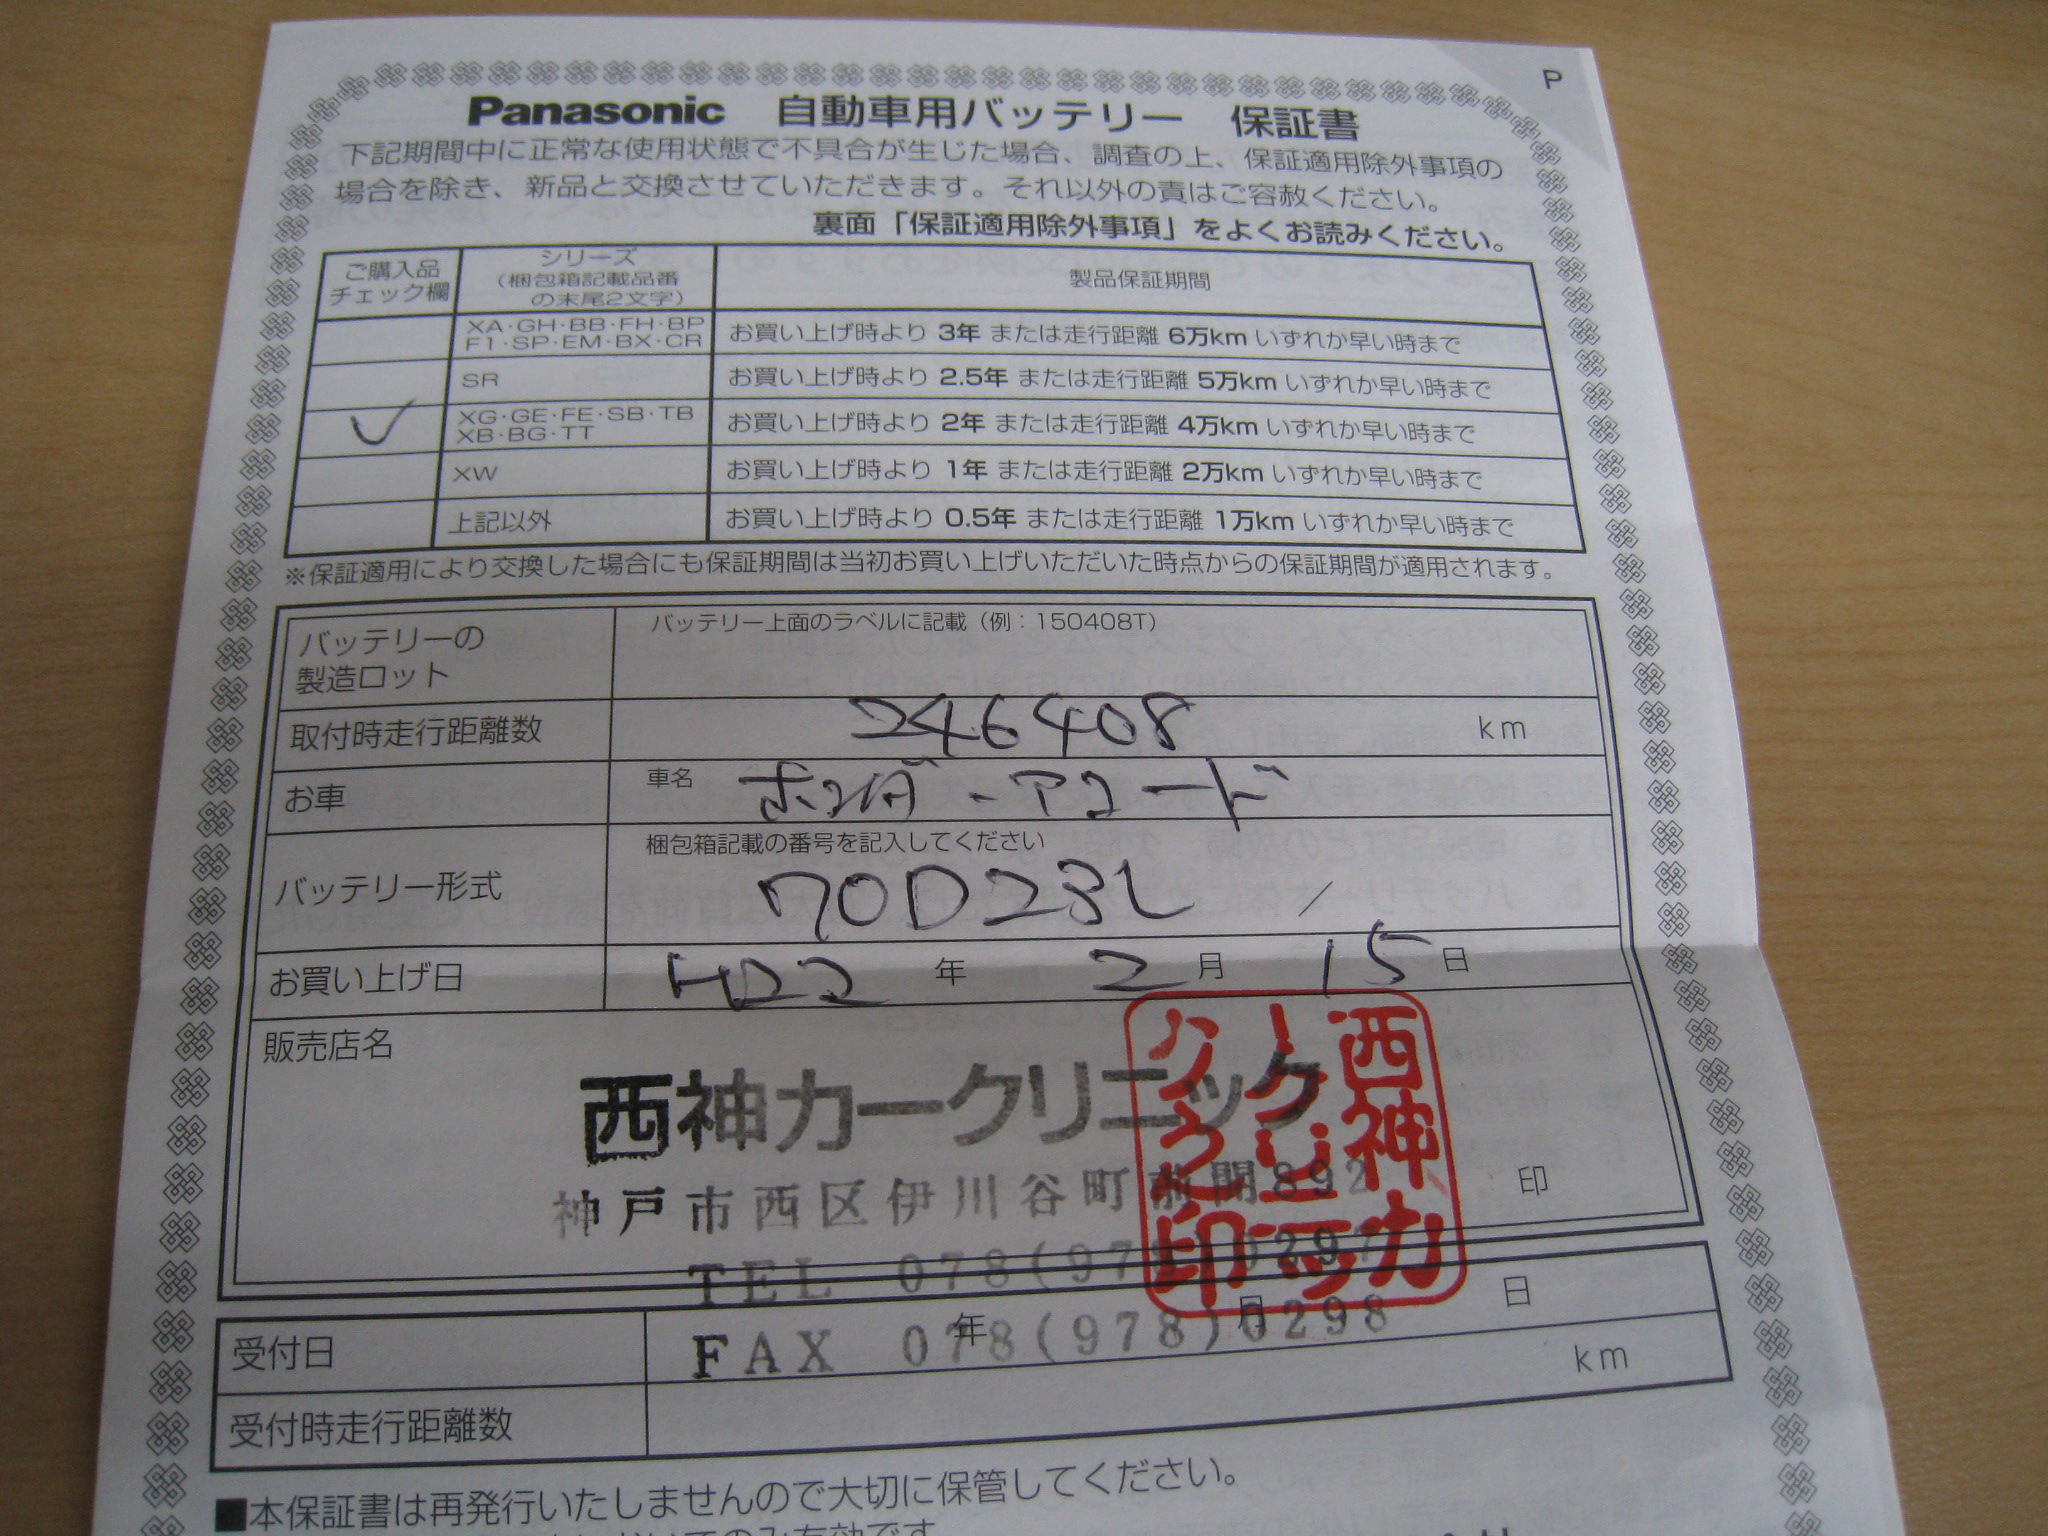 P
Panasonic 自動車用バッテリー 保証書
下記期間中に正常な使用状態で不具合が生じた場合、調査の上、保証適用除外事項の
場合を除き、新品と交換させていただきます。それ以外の責はご容赦ください。
裏面「保証適用除外事項」をよくお読みください。
ご購入品
チェック欄
シリーズ
(梱包箱記載品番
の末尾2文字)
製品保証期間
XA・GH・BB・FH・BP
F1・SP・EM・BX・CR
お買い上げ時より 3年 または走行距離 6万km いずれか早い時まで
SR
お買い上げ時より 2.5年 または走行距離 5万km いずれか早い時まで
XG・GE・FE・SB・TB
XB・BG・TT
お買い上げ時より 2年 または走行距離 4万km いずれか早い時まで
XW
お買い上げ時より 1年 または走行距離 2万km いずれか早い時まで
上記以外
お買い上げ時より 0.5年 または走行距離 1万km いずれか早い時まで
※保証適用により交換した場合にも保証期間は当初お買い上げいただいた時点からの保証期間が適用されます。
バッテリーの
製造ロット
バッテリー上面のラベルに記載(例:150408T)
取付時走行距離数
246408 km
お車
車名 ホンダ-アコード
バッテリー形式
梱包箱記載の番号を記入してください
70D23L /
お買い上げ日
H22 年 2 月 15 日
販売店名
西神カークリニック
神戸市西区伊川谷町前開892
TEL 078(978)0297
FAX 078(978)0298
西神カ
ークリニッ
ククリ印
印
受付日
年 月 日
受付時走行距離数
km
■本保証書は再発行いたしませんので大切に保管してください。